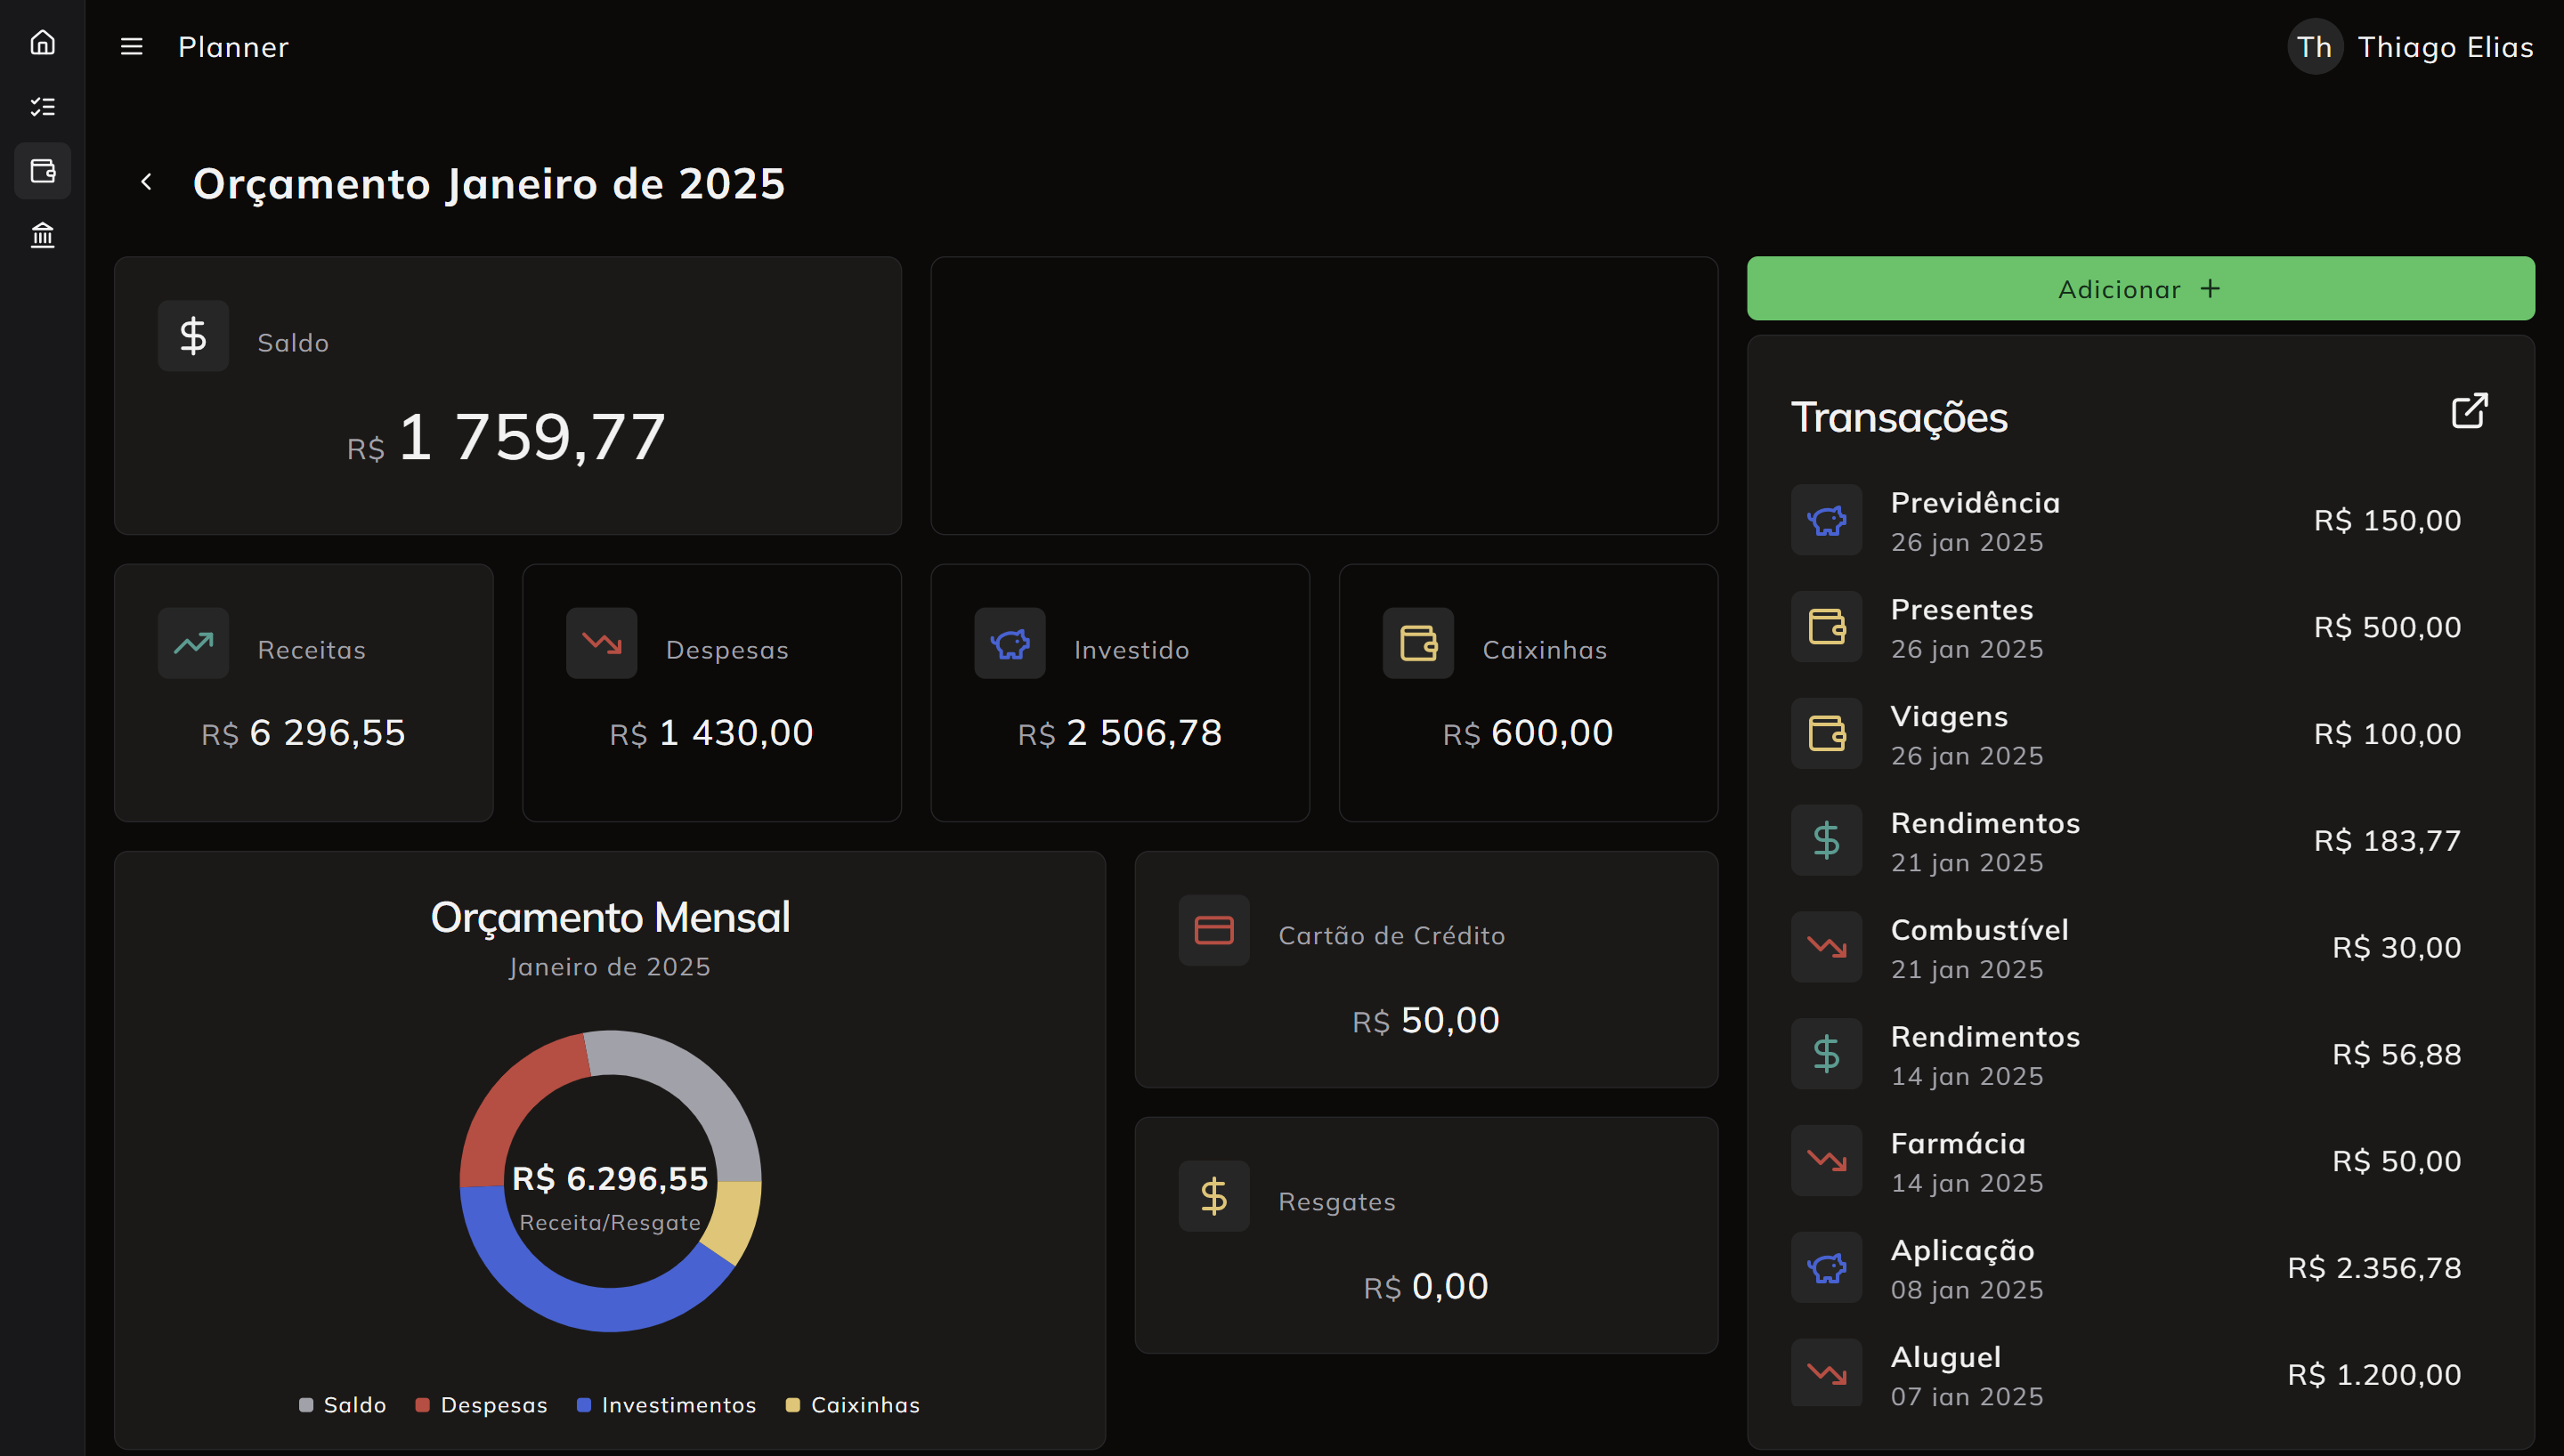 Planner
Th Thiago Elias
Orçamento Janeiro de 2025
Saldo
R$ 1 759,77
Receitas
R$ 6 296,55
Despesas
R$ 1 430,00
Investido
R$ 2 506,78
Caixinhas
R$ 600,00
Orçamento Mensal
Janeiro de 2025
R$ 6.296,55
Receita/Resgate
Saldo Despesas Investimentos Caixinhas
Cartão de Crédito
R$ 50,00
Resgates
R$ 0,00
Adicionar +
Transações
Previdência
26 jan 2025
R$ 150,00
Presentes
26 jan 2025
R$ 500,00
Viagens
26 jan 2025
R$ 100,00
Rendimentos
21 jan 2025
R$ 183,77
Combustível
21 jan 2025
R$ 30,00
Rendimentos
14 jan 2025
R$ 56,88
Farmácia
14 jan 2025
R$ 50,00
Aplicação
08 jan 2025
R$ 2.356,78
Aluguel
07 jan 2025
R$ 1.200,00